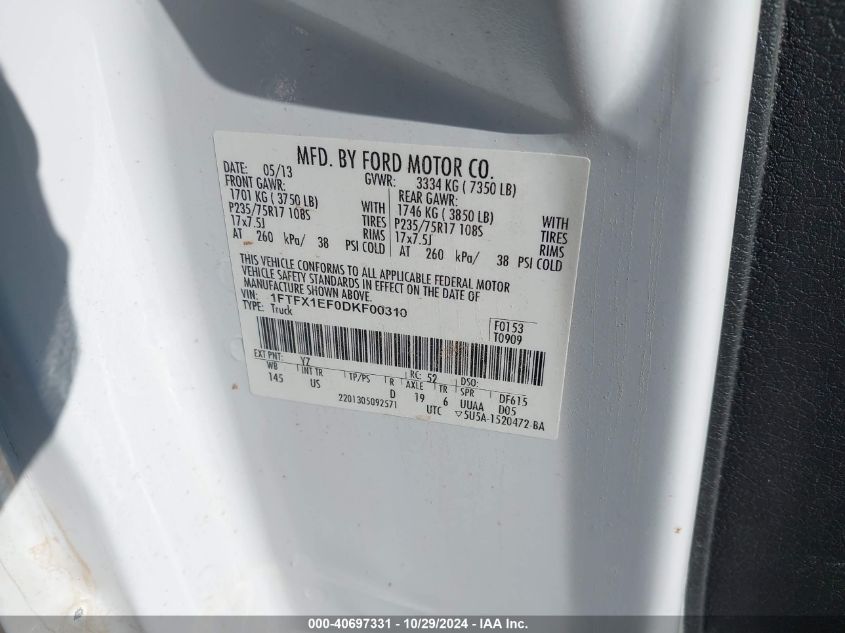 MFD. BY FORD MOTOR CO.
DATE: 05/13 GVWR: 3334 KG ( 7350 LB)
FRONT GAWR: REAR GAWR:
1701 KG ( 3750 LB) WITH 1746 KG ( 3850 LB) WITH
P235/75R17 108S TIRES P235/75R17 108S TIRES
17x7.5J RIMS 17x7.5J RIMS
AT 260 kPa/ 38 PSI COLD AT 260 kPa/ 38 PSI COLD
THIS VEHICLE CONFORMS TO ALL APPLICABLE FEDERAL MOTOR
VEHICLE SAFETY STANDARDS IN EFFECT ON THE DATE OF
MANUFACTURE SHOWN ABOVE.
VIN: 1FTFX1EF0DKF00310
TYPE: Truck
F0153
T0909
EXT PNT: YZ RC: 52 DSO:
WB INT TR TP/PS R AXLE TR SPR DF615
145 US D 19 6 UUAA D05
2201305092571 UTC ▽5U5A-1520472-BA
000-40697331 - 10/29/2024 - IAA Inc.